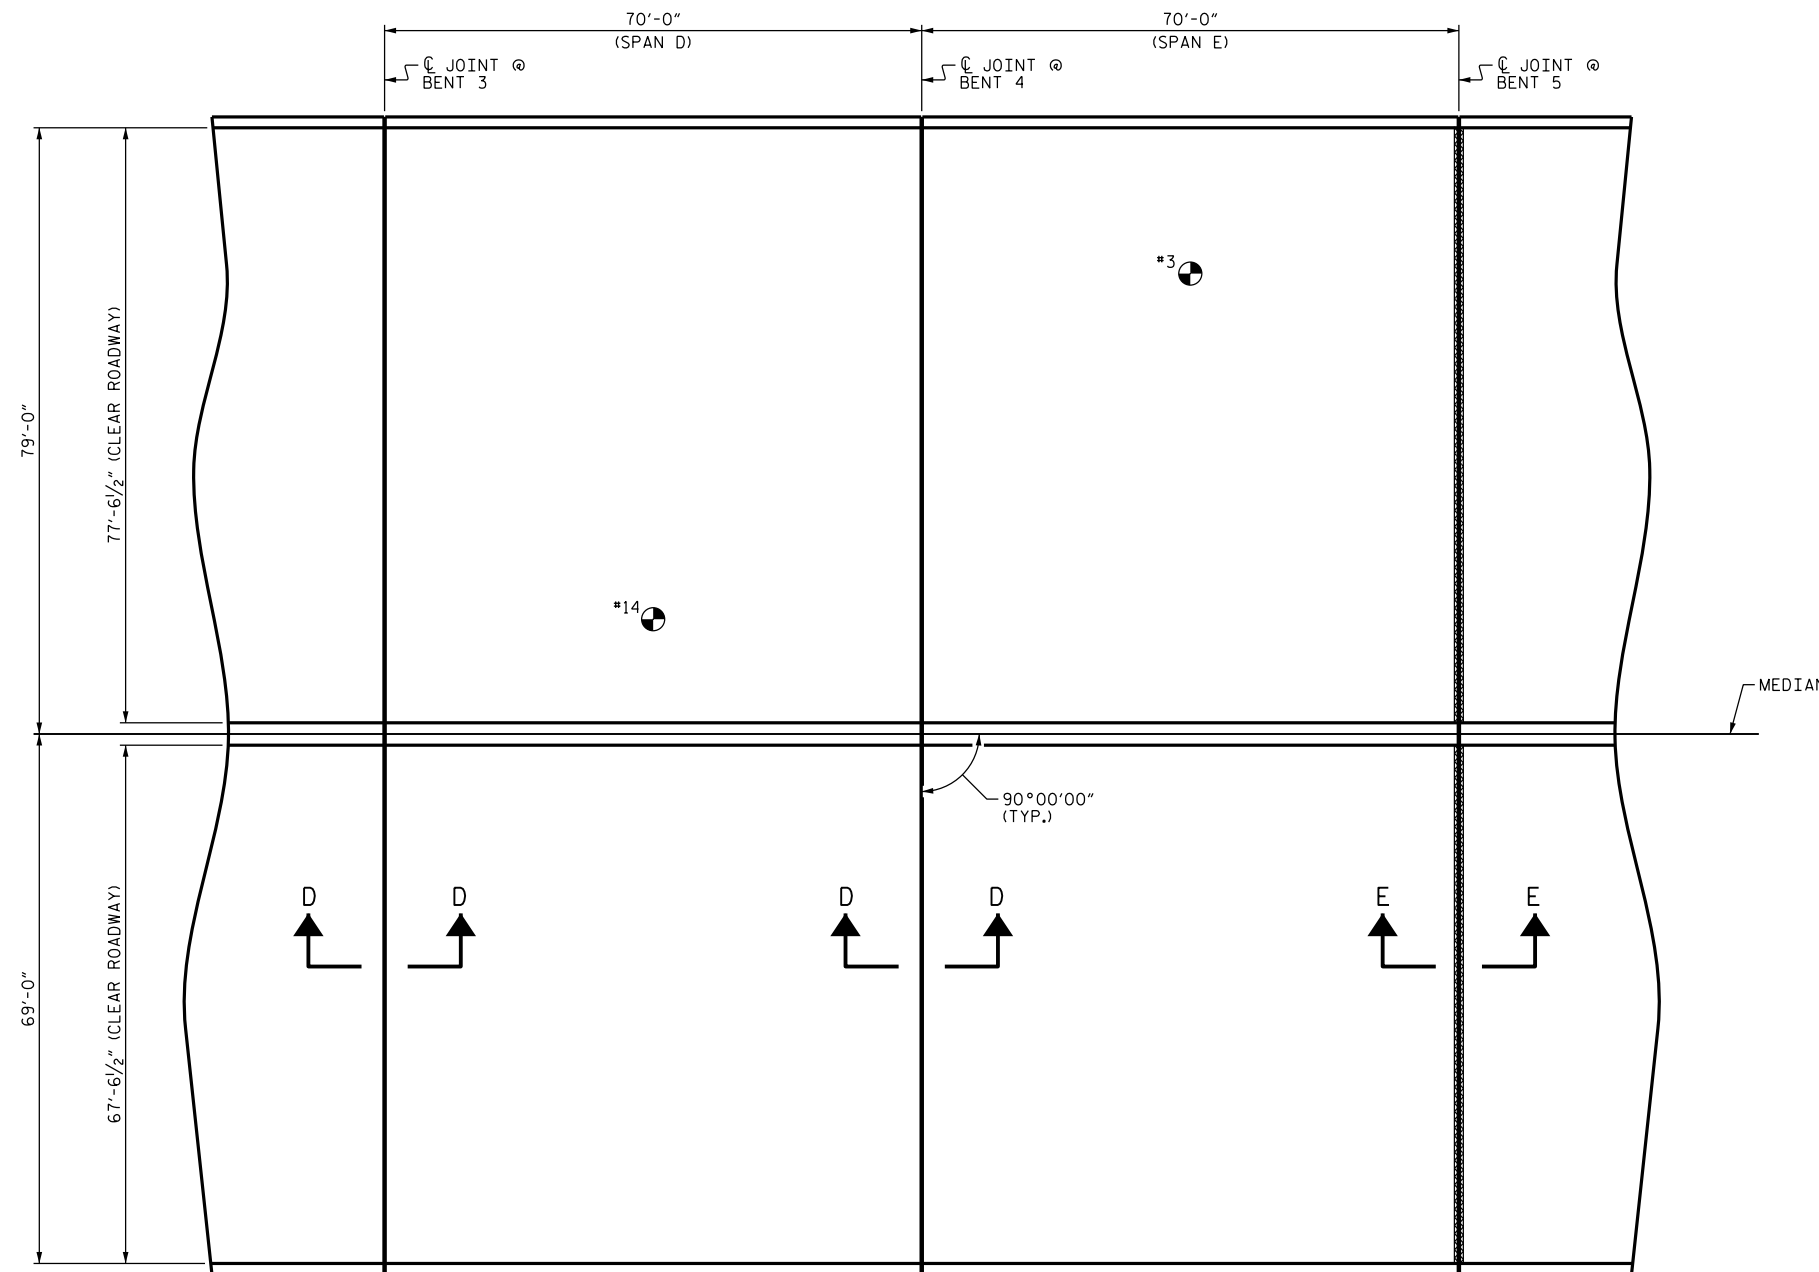 70'-0"
(SPAN D)
70'-0"
(SPAN E)
℄ JOINT @
BENT 3
℄ JOINT @
BENT 4
℄ JOINT @
BENT 5
79'-0"
77'-6½" (CLEAR ROADWAY)
#3
#14
MEDIAN
90°00'00"
(TYP.)
D
D
D
D
E
E
69'-0"
67'-6½" (CLEAR ROADWAY)